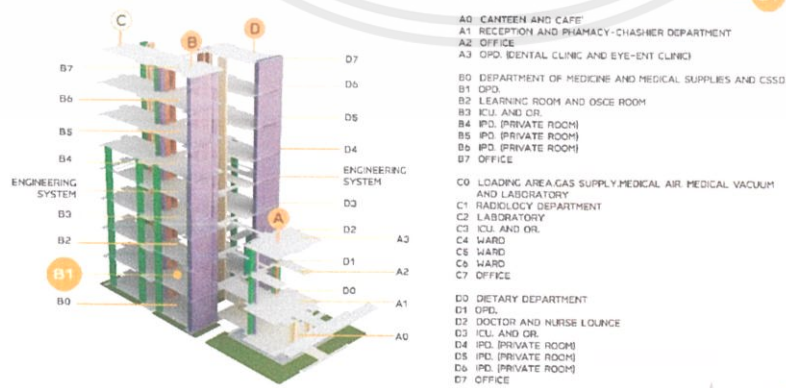 C
B
D
B7
B6
B5
B4
ENGINEERING
SYSTEM
B3
B2
B1
B0
D7
D6
D5
D4
ENGINEERING
SYSTEM
D3
D2
D1
D0
A
A3
A2
A1
A0
A0 CANTEEN AND CAFE'
A1 RECEPTION AND PHAMACY-CHASHIER DEPARTMENT
A2 OFFICE
A3 OPD. (DENTAL CLINIC AND EYE-ENT CLINIC)
B0 DEPARTMENT OF MEDICINE AND MEDICAL SUPPLIES AND CSSD
B1 OPD.
B2 LEARNING ROOM AND OSCE ROOM
B3 ICU. AND OR.
B4 IPD. (PRIVATE ROOM)
B5 IPD. (PRIVATE ROOM)
B6 IPD. (PRIVATE ROOM)
B7 OFFICE
C0 LOADING AREA,GAS SUPPLY,MEDICAL AIR, MEDICAL VACUUM
AND LABORATORY
C1 RADIOLOGY DEPARTMENT
C2 LABORATORY
C3 ICU. AND OR.
C4 WARD
C5 WARD
C6 WARD
C7 OFFICE
D0 DIETARY DEPARTMENT
D1 OPD.
D2 DOCTOR AND NURSE LOUNCE
D3 ICU. AND OR.
D4 IPD. (PRIVATE ROOM)
D5 IPD. (PRIVATE ROOM)
D6 IPD. (PRIVATE ROOM)
D7 OFFICE